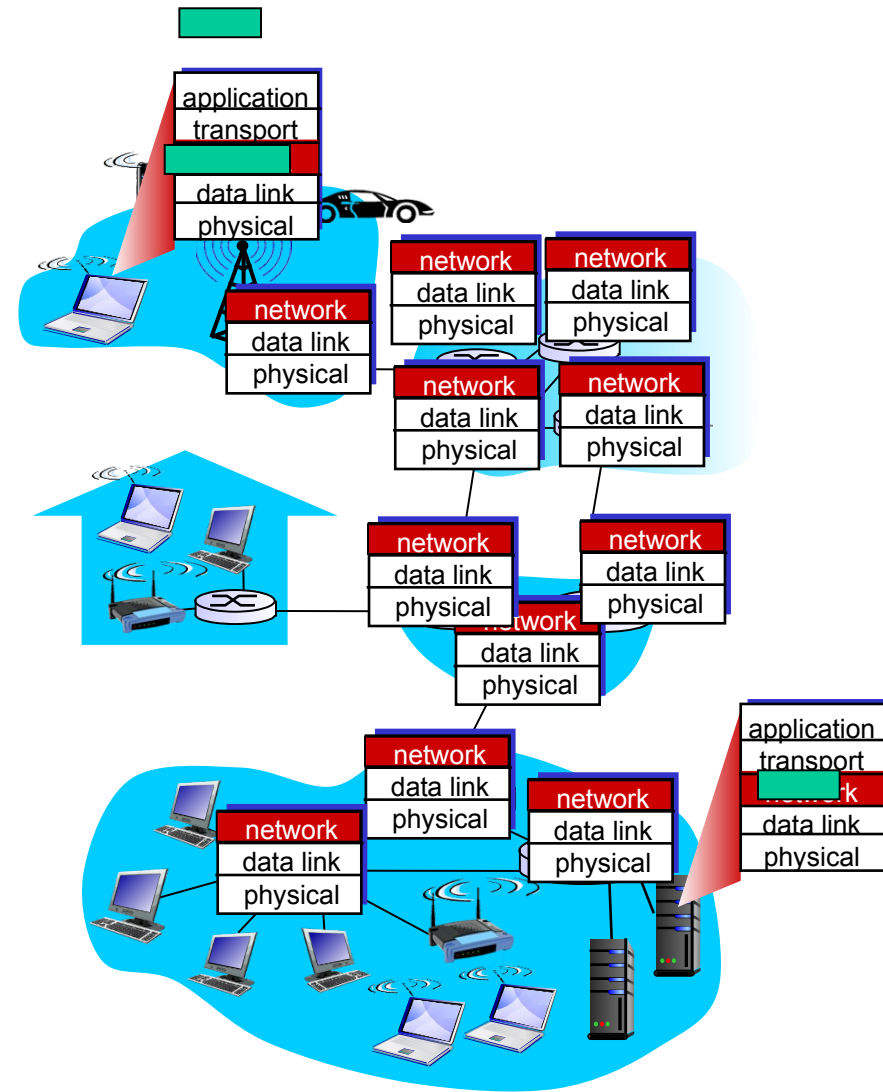 application
transport
data link
physical
network
data link
physical
network
data link
physical
network
data link
physical
network
data link
physical
network
data link
physical
network
data link
physical
network
data link
physical
network
data link
physical
application
transport
network
data link
physical
network
data link
physical
network
data link
physical
network
data link
physical